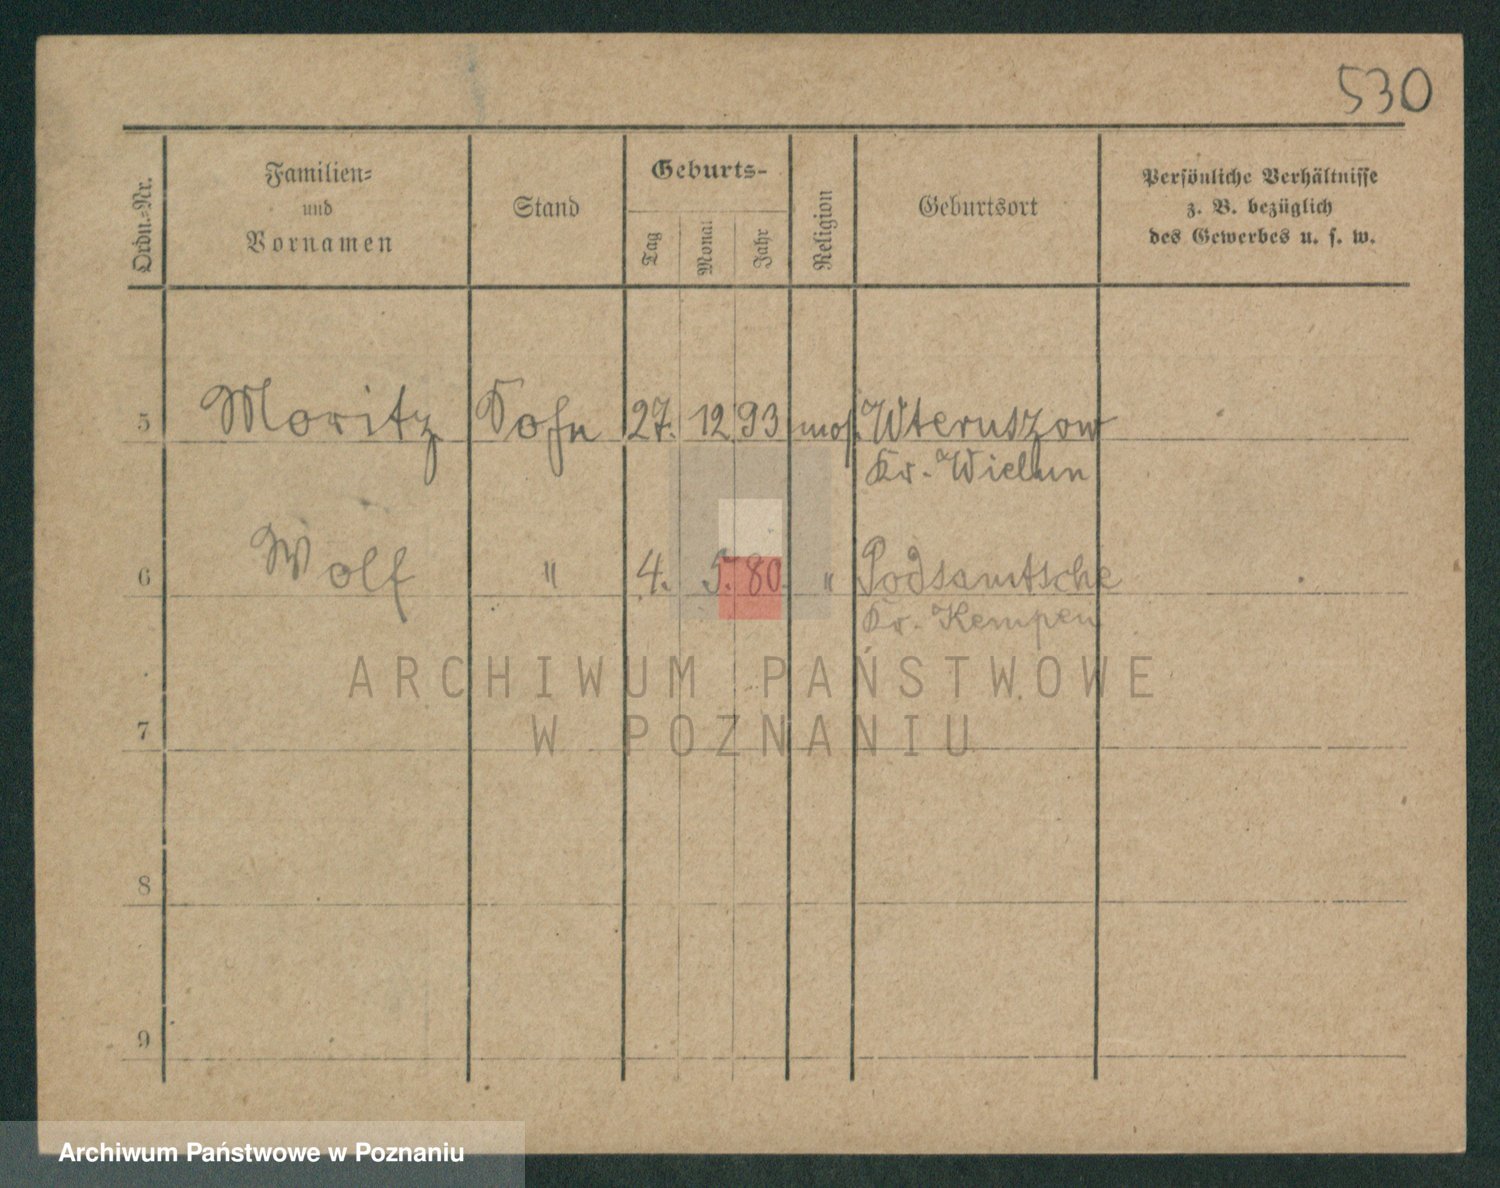 530
Ordn.-Nr.
Familien-
und
Vornamen
Stand
Geburts-
Tag
Monat
Jahr
Religion
Geburtsort
Persönliche Verhältnisse
z. B. bezüglich
des Gewerbes u. s. w.
5 Moritz Sohn 27. 12 93 mos. Wieruszow
Kr. Wielun
6 Wolf " 4. 5. 80. " Podsamtsche
Kr. Kempen
ARCHIWUM PAŃSTWOWE
W POZNANIU
7
8
9
Archiwum Państwowe w Poznaniu